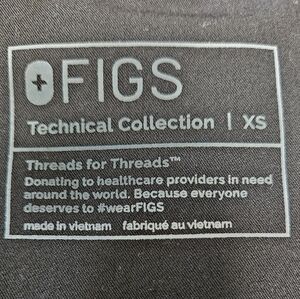 FIGS
Technical Collection | XS
Threads for Threads™
Donating to healthcare providers in need
around the world. Because everyone
deserves to #wearFIGS
made in vietnam fabriqué au vietnam